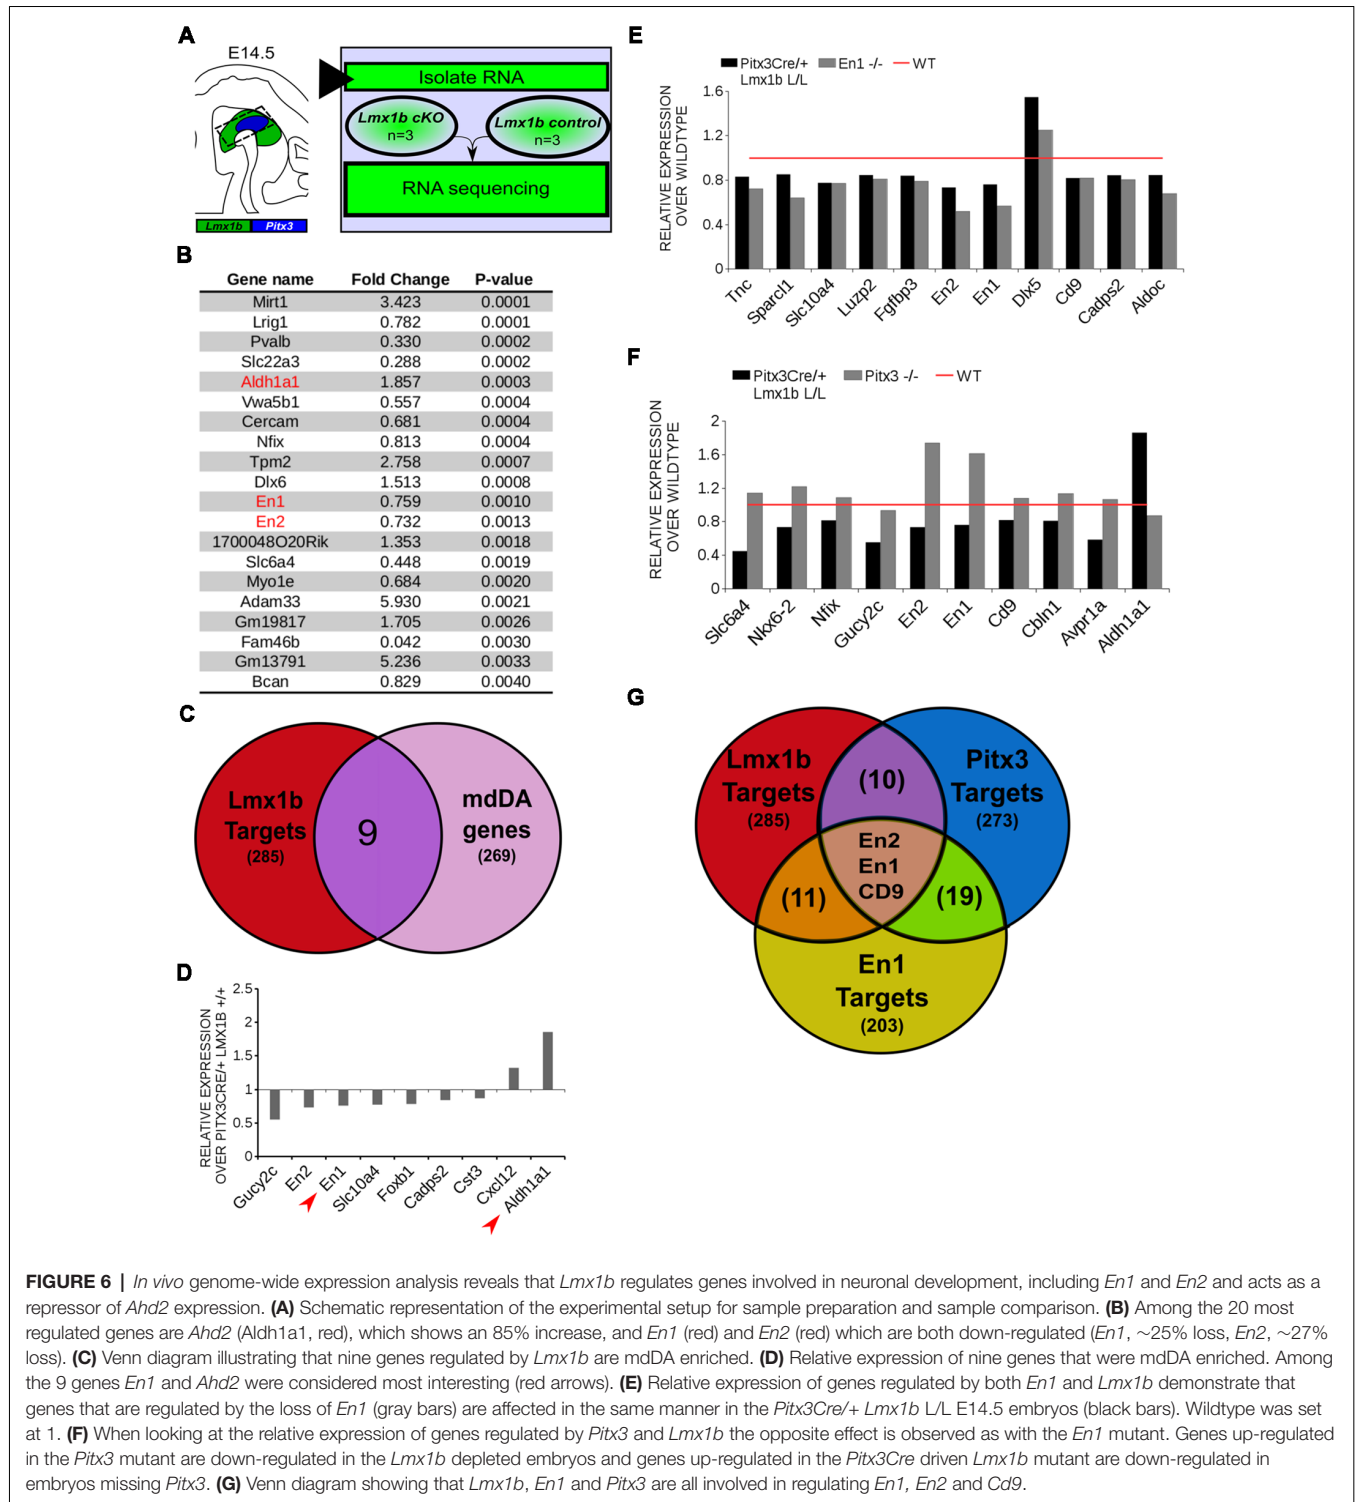 A
E14.5
Lmx1b
Pitx3
Isolate RNA
Lmx1b cKO
n=3
Lmx1b control
n=3
RNA sequencing
B
Gene name Fold Change P-value
Mirt1 3.423 0.0001
Lrig1 0.782 0.0001
Pvalb 0.330 0.0002
Slc22a3 0.288 0.0002
Aldh1a1 1.857 0.0003
Vwa5b1 0.557 0.0004
Cercam 0.681 0.0004
Nfix 0.813 0.0004
Tpm2 2.758 0.0007
Dlx6 1.513 0.0008
En1 0.759 0.0010
En2 0.732 0.0013
1700048O20Rik 1.353 0.0018
Slc6a4 0.448 0.0019
Myo1e 0.684 0.0020
Adam33 5.930 0.0021
Gm19817 1.705 0.0026
Fam46b 0.042 0.0030
Gm13791 5.236 0.0033
Bcan 0.829 0.0040
C
Lmx1b
Targets
(285)
9
mdDA
genes
(269)
D
RELATIVE EXPRESSION
OVER PITX3CRE/+ LMX1B +/+
2.5
2
1.5
1
0.5
0
Gucy2c
En2
En1
Slc10a4
Foxb1
Cadps2
Cst3
Cxcl12
Aldh1a1
E
Pitx3Cre/+
Lmx1b L/L
En1 -/-
WT
RELATIVE EXPRESSION
OVER WILDTYPE
1.6
1.2
0.8
0.4
0
Tnc
Sparcl1
Slc10a4
Luzp2
Fgfbp3
En2
En1
Dlx5
Cd9
Cadps2
Aldoc
F
Pitx3Cre/+
Lmx1b L/L
Pitx3 -/-
WT
RELATIVE EXPRESSION
OVER WILDTYPE
2
1.6
1.2
0.8
0.4
0
Slc6a4
Nkx6-2
Nfix
Gucy2c
En2
En1
Cd9
Cbln1
Avpr1a
Aldh1a1
G
Lmx1b
Targets
(285)
(10)
Pitx3
Targets
(273)
En2
En1
CD9
(11)
(19)
En1
Targets
(203)
FIGURE 6 | In vivo genome-wide expression analysis reveals that Lmx1b regulates genes involved in neuronal development, including En1 and En2 and acts as a
repressor of Ahd2 expression. (A) Schematic representation of the experimental setup for sample preparation and sample comparison. (B) Among the 20 most
regulated genes are Ahd2 (Aldh1a1, red), which shows an 85% increase, and En1 (red) and En2 (red) which are both down-regulated (En1, ∼25% loss, En2, ∼27%
loss). (C) Venn diagram illustrating that nine genes regulated by Lmx1b are mdDA enriched. (D) Relative expression of nine genes that were mdDA enriched. Among
the 9 genes En1 and Ahd2 were considered most interesting (red arrows). (E) Relative expression of genes regulated by both En1 and Lmx1b demonstrate that
genes that are regulated by the loss of En1 (gray bars) are affected in the same manner in the Pitx3Cre/+ Lmx1b L/L E14.5 embryos (black bars). Wildtype was set
at 1. (F) When looking at the relative expression of genes regulated by Pitx3 and Lmx1b the opposite effect is observed as with the En1 mutant. Genes up-regulated
in the Pitx3 mutant are down-regulated in the Lmx1b depleted embryos and genes up-regulated in the Pitx3Cre driven Lmx1b mutant are down-regulated in
embryos missing Pitx3. (G) Venn diagram showing that Lmx1b, En1 and Pitx3 are all involved in regulating En1, En2 and Cd9.